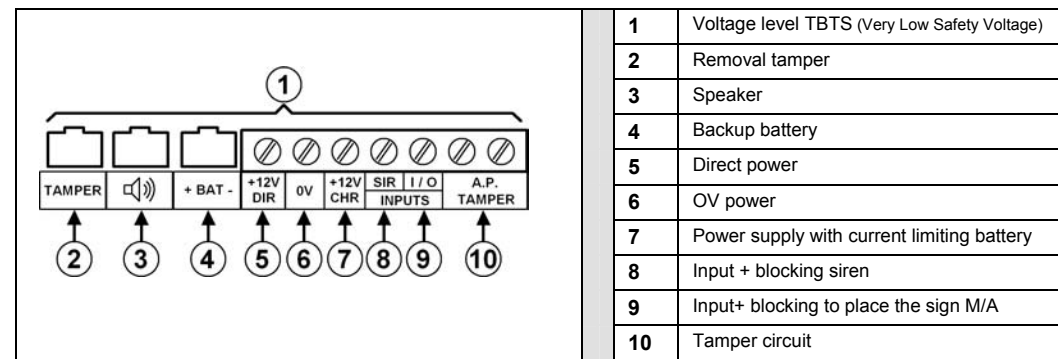 1
TAMPER
+ BAT -
+12V DIR
0V
+12V CHR
SIR
I / O
INPUTS
A.P. TAMPER
2 3 4 5 6 7 8 9 10
1 Voltage level TBTS (Very Low Safety Voltage)
2 Removal tamper
3 Speaker
4 Backup battery
5 Direct power
6 OV power
7 Power supply with current limiting battery
8 Input + blocking siren
9 Input+ blocking to place the sign M/A
10 Tamper circuit